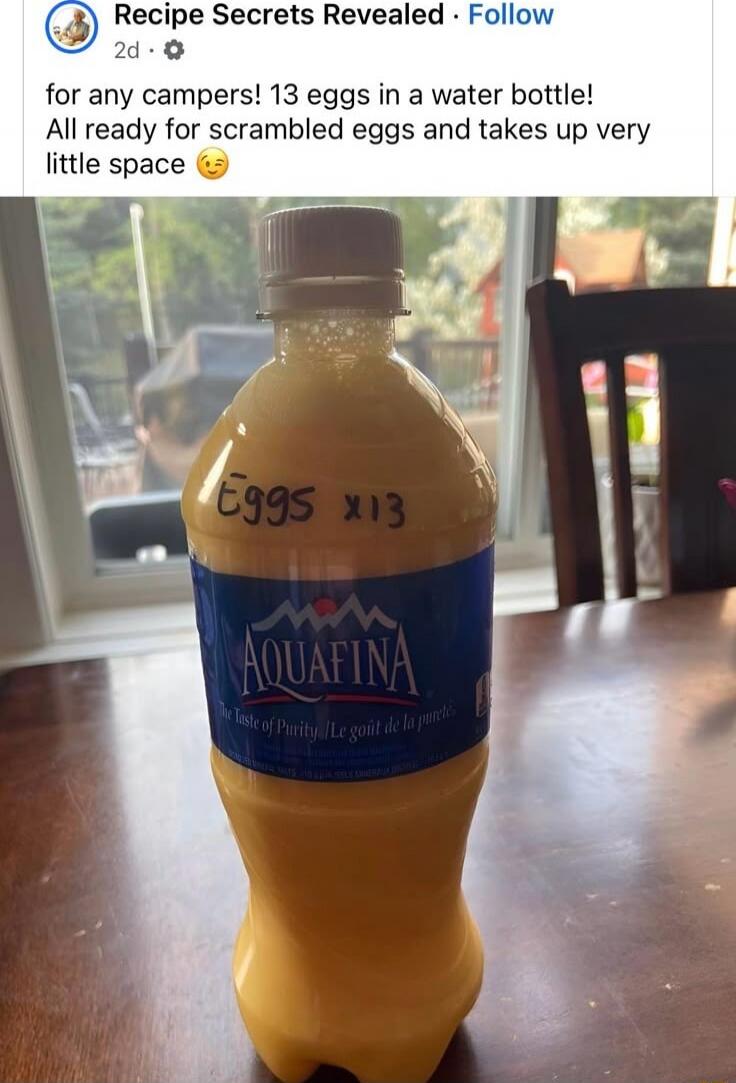 Recipe Secrets Revealed · Follow
2d ·
for any campers! 13 eggs in a water bottle!
All ready for scrambled eggs and takes up very
little space 😉
Eggs x13
AQUAFINA
The Taste of Purity / Le goût de la pureté